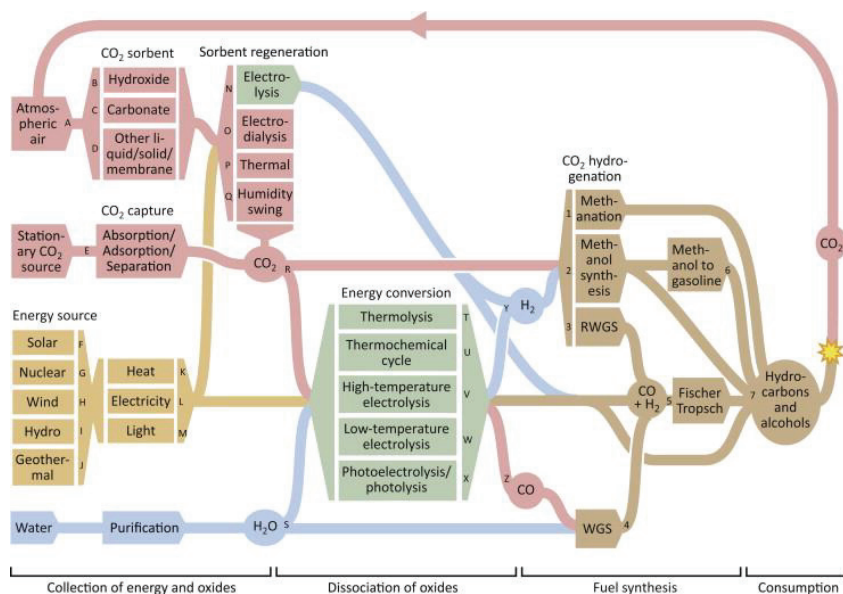 CO₂ sorbent
Sorbent regeneration
Atmos-
pheric
air
A
B
Hydroxide
C
Carbonate
D
Other li-
quid/solid/
membrane
N
Electro-
lysis
O
Electro-
dialysis
P
Thermal
Q
Humidity
swing
CO₂ capture
Station-
ary CO₂
source
E
Absorption/
Adsorption/
Separation
CO₂
R
Energy source
Solar
F
Nuclear
G
Wind
H
Hydro
I
Geother-
mal
J
Heat
K
Electricity
L
Light
M
Water
Purification
H₂O
S
Energy conversion
Thermolysis
T
Thermochemical
cycle
U
High-temperature
electrolysis
V
Low-temperature
electrolysis
W
Photoelectrolysis/
photolysis
X
Y
H₂
Z
CO
CO₂ hydro-
genation
1
Meth-
anation
2
Meth-
anol synth-
esis
3
RWGS
Meth-
anol to
gasoline
6
CO
+ H₂
5
Fischer
Tropsch
7
WGS
4
Hydro-
carbons and
alcohols
CO₂
Collection of energy and oxides
Dissociation of oxides
Fuel synthesis
Consumption